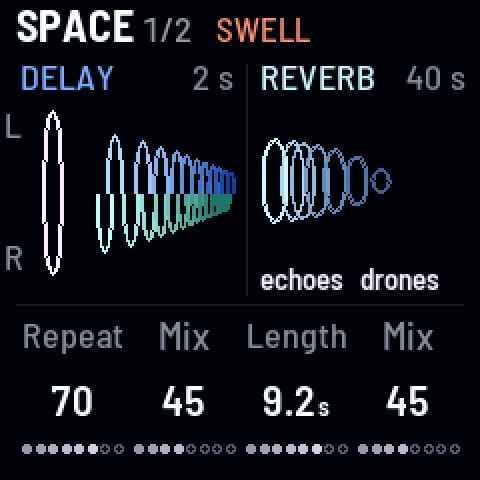 SPACE 1/2 SWELL
DELAY 2 s REVERB 40 s
L
R
echoes drones
Repeat Mix Length Mix
70 45 9.2s 45